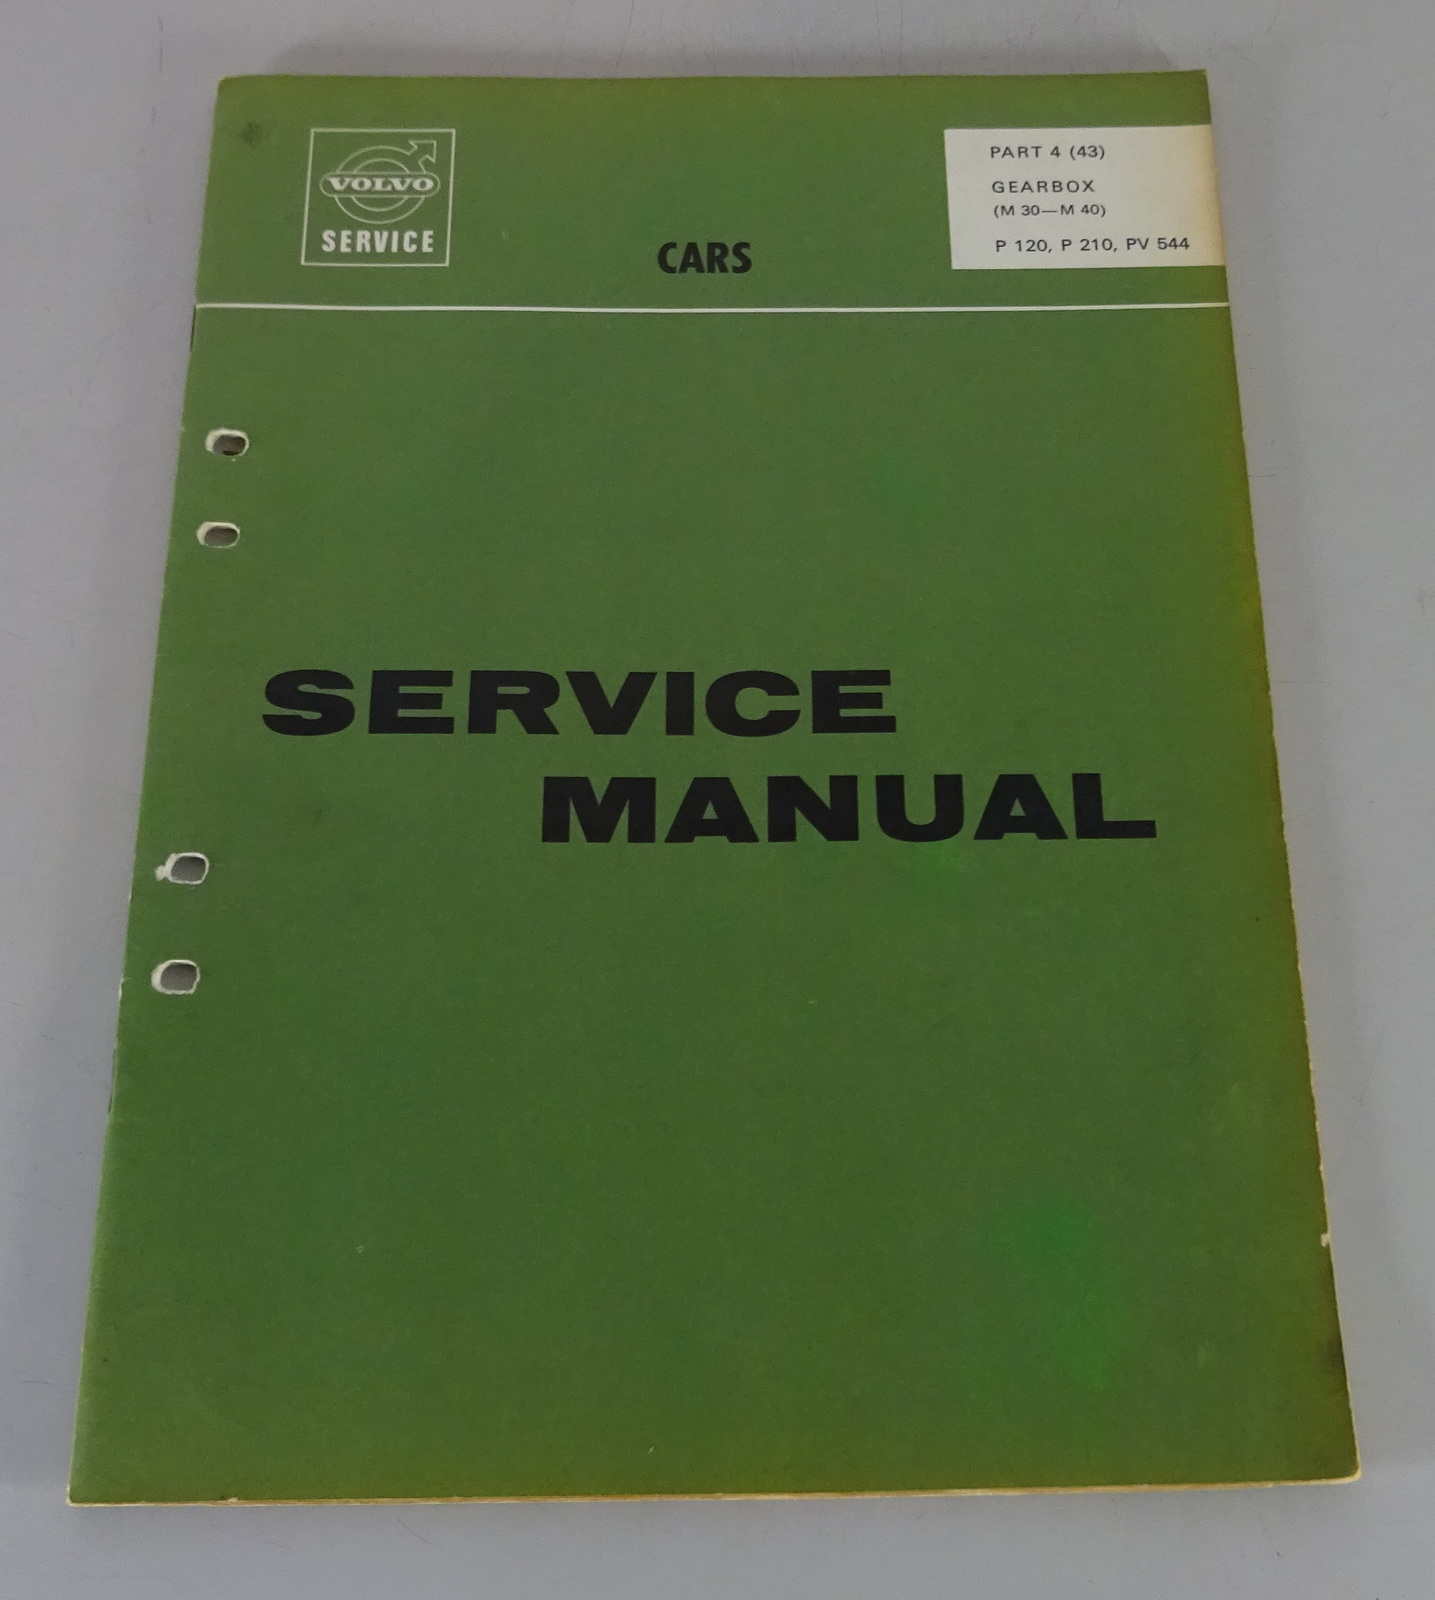 VOLVO
SERVICE
CARS
PART 4 (43)
GEARBOX
(M 30—M 40)
P 120, P 210, PV 544
SERVICE
MANUAL